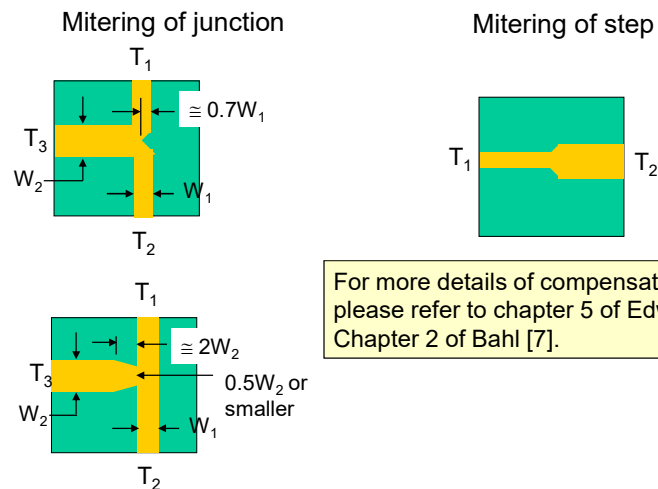 Mitering of junction
T1
≅ 0.7W1
T3
W2
W1
T2
T1
≅ 2W2
T3
0.5W2 or
smaller
W2
W1
T2
Mitering of step
T1
T2
For more details of compensat
please refer to chapter 5 of Edw
Chapter 2 of Bahl [7].